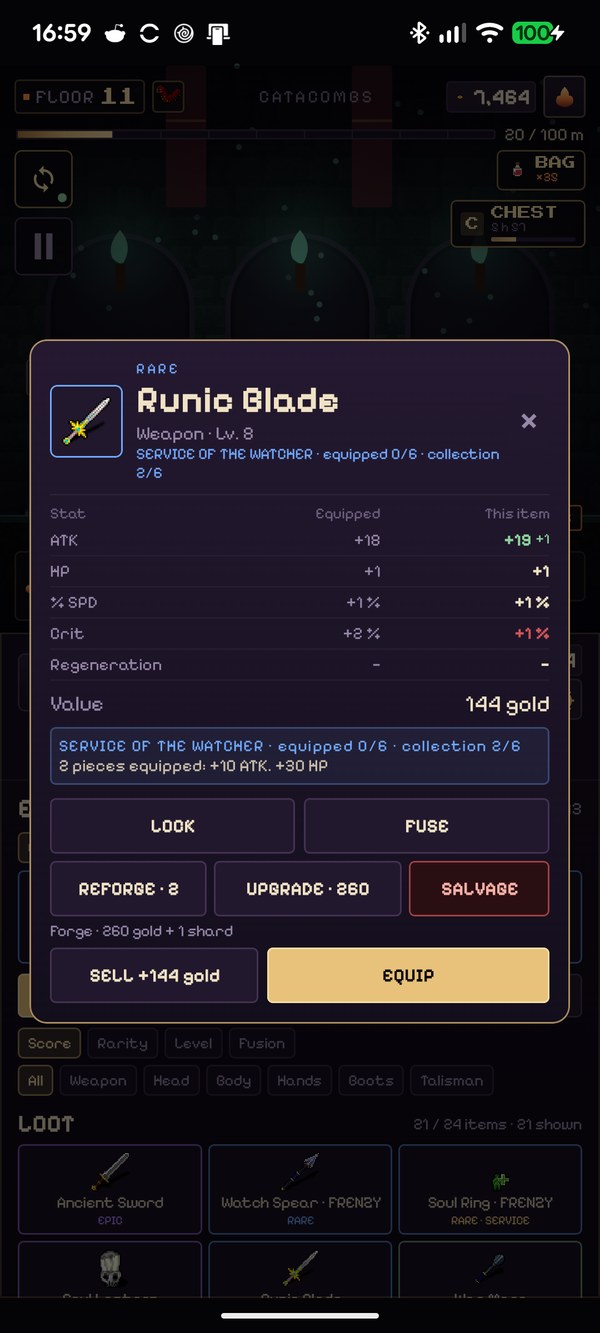 16:59
100
FLOOR 11
CATACOMBS
7,464
20 / 100 m
BAG
×39
C
CHEST
RARE
Runic Blade
Weapon · Lv. 8
SERVICE OF THE WATCHER · equipped 0/6 · collection
2/6
Stat Equipped This item
ATK +18 +19 +1
HP +1 +1
% SPD +1 % +1 %
Crit +2 % +1 %
Regeneration - -
Value 144 gold
SERVICE OF THE WATCHER · equipped 0/6 · collection 2/6
2 pieces equipped: +10 ATK. +30 HP
LOOK FUSE
REFORGE · 2 UPGRADE · 260 SALVAGE
Forge · 260 gold + 1 shard
SELL +144 gold EQUIP
Score Rarity Level Fusion
All Weapon Head Body Hands Boots Talisman
LOOT 21 / 24 items · 21 shown
Ancient Sword Watch Spear · FRENZY Soul Ring · FRENZY
EPIC RARE RARE · SERVICE